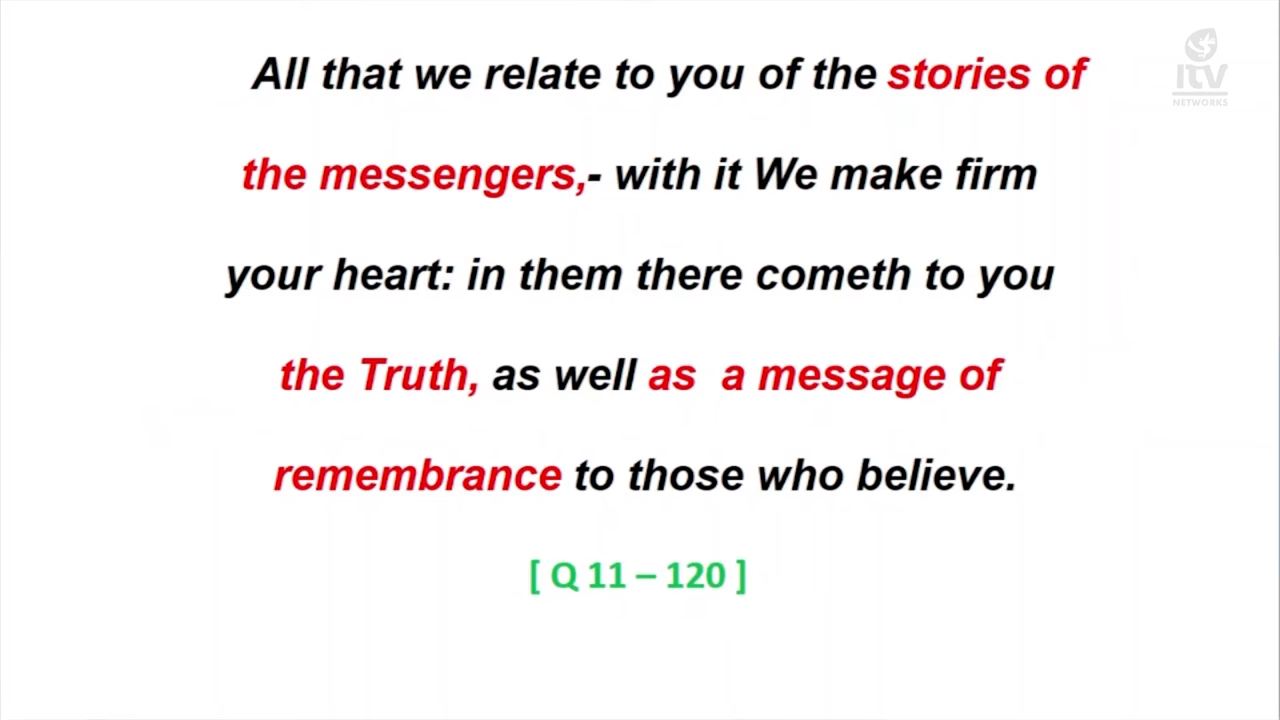 All that we relate to you of the stories of
the messengers,- with it We make firm
your heart: in them there cometh to you
the Truth, as well as a message of
remembrance to those who believe.
[ Q 11 – 120 ]
ITV
NETWORKS